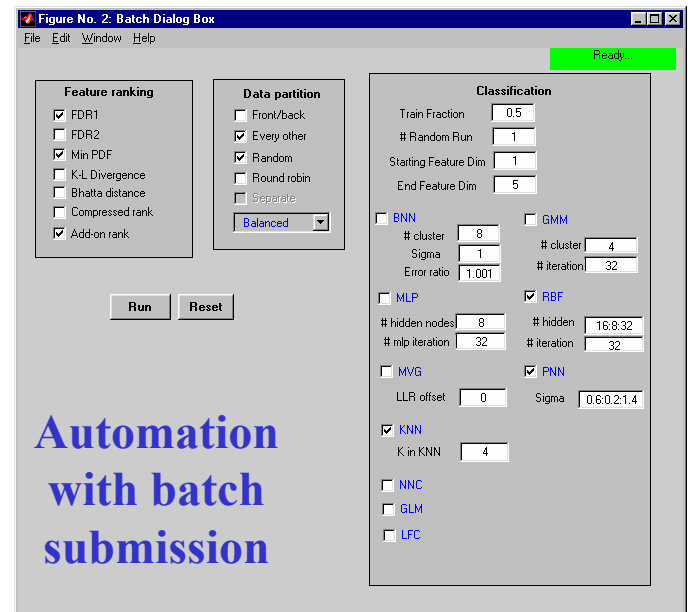 Figure No. 2: Batch Dialog Box
File Edit Window Help
Ready...
Feature ranking
FDR1
FDR2
Min PDF
K-L Divergence
Bhatta distance
Compressed rank
Add-on rank
Data partition
Front/back
Every other
Random
Round robin
Separate
Balanced
Run Reset
Automation
with batch
submission
Classification
Train Fraction 0.5
# Random Run 1
Starting Feature Dim 1
End Feature Dim 5
BNN
# cluster 8
Sigma 1
Error ratio 1.001
GMM
# cluster 4
# iteration 32
MLP
# hidden nodes 8
# mlp iteration 32
RBF
# hidden 16:8:32
# iteration 32
MVG
LLR offset 0
PNN
Sigma 0.6:0.2:1.4
KNN
K in KNN 4
NNC
GLM
LFC